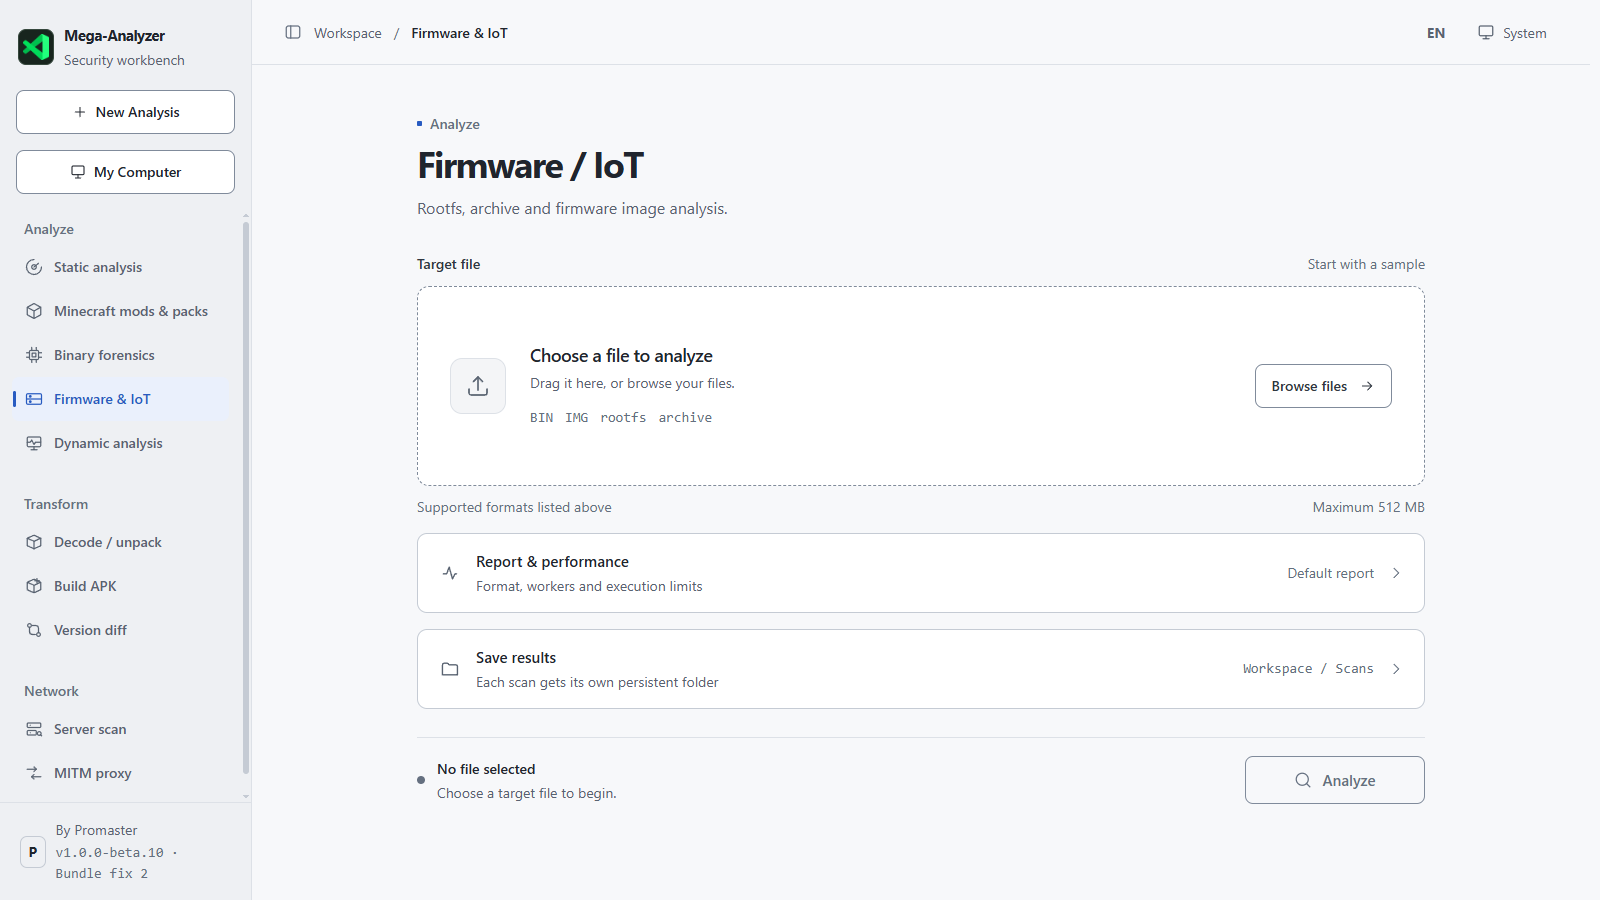 Mega-Analyzer
Security workbench
New Analysis
My Computer
Analyze
Static analysis
Minecraft mods & packs
Binary forensics
Firmware & IoT
Dynamic analysis
Transform
Decode / unpack
Build APK
Version diff
Network
Server scan
MITM proxy
P
By Promaster
v1.0.0-beta.10 ·
Bundle fix 2
Workspace / Firmware & IoT
EN
System
Analyze
Firmware / IoT
Rootfs, archive and firmware image analysis.
Target file
Start with a sample
Choose a file to analyze
Drag it here, or browse your files.
BIN IMG rootfs archive
Browse files
Supported formats listed above
Maximum 512 MB
Report & performance
Format, workers and execution limits
Default report
Save results
Each scan gets its own persistent folder
Workspace / Scans
No file selected
Choose a target file to begin.
Analyze